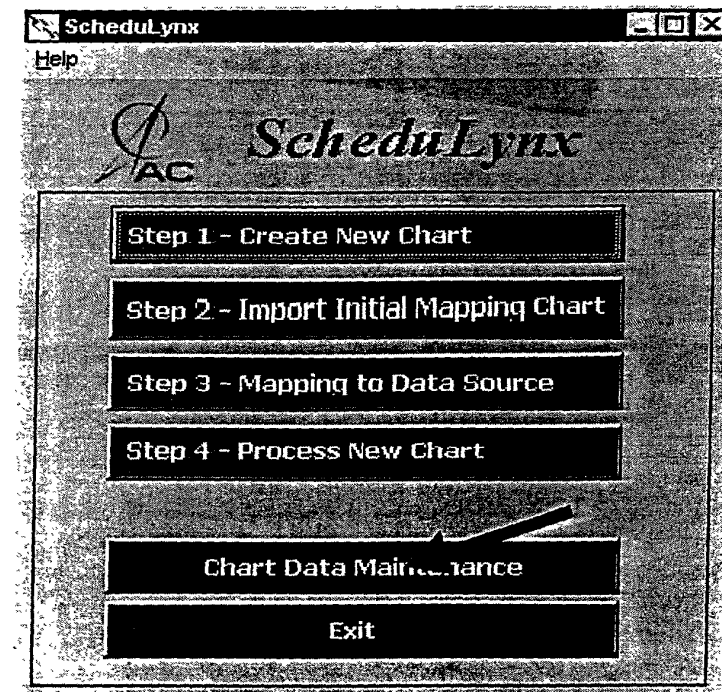 ScheduLynx
Help
AC
ScheduLynx
Step 1 - Create New Chart
Step 2 - Import Initial Mapping Chart
Step 3 - Mapping to Data Source
Step 4 - Process New Chart
Chart Data
Exit